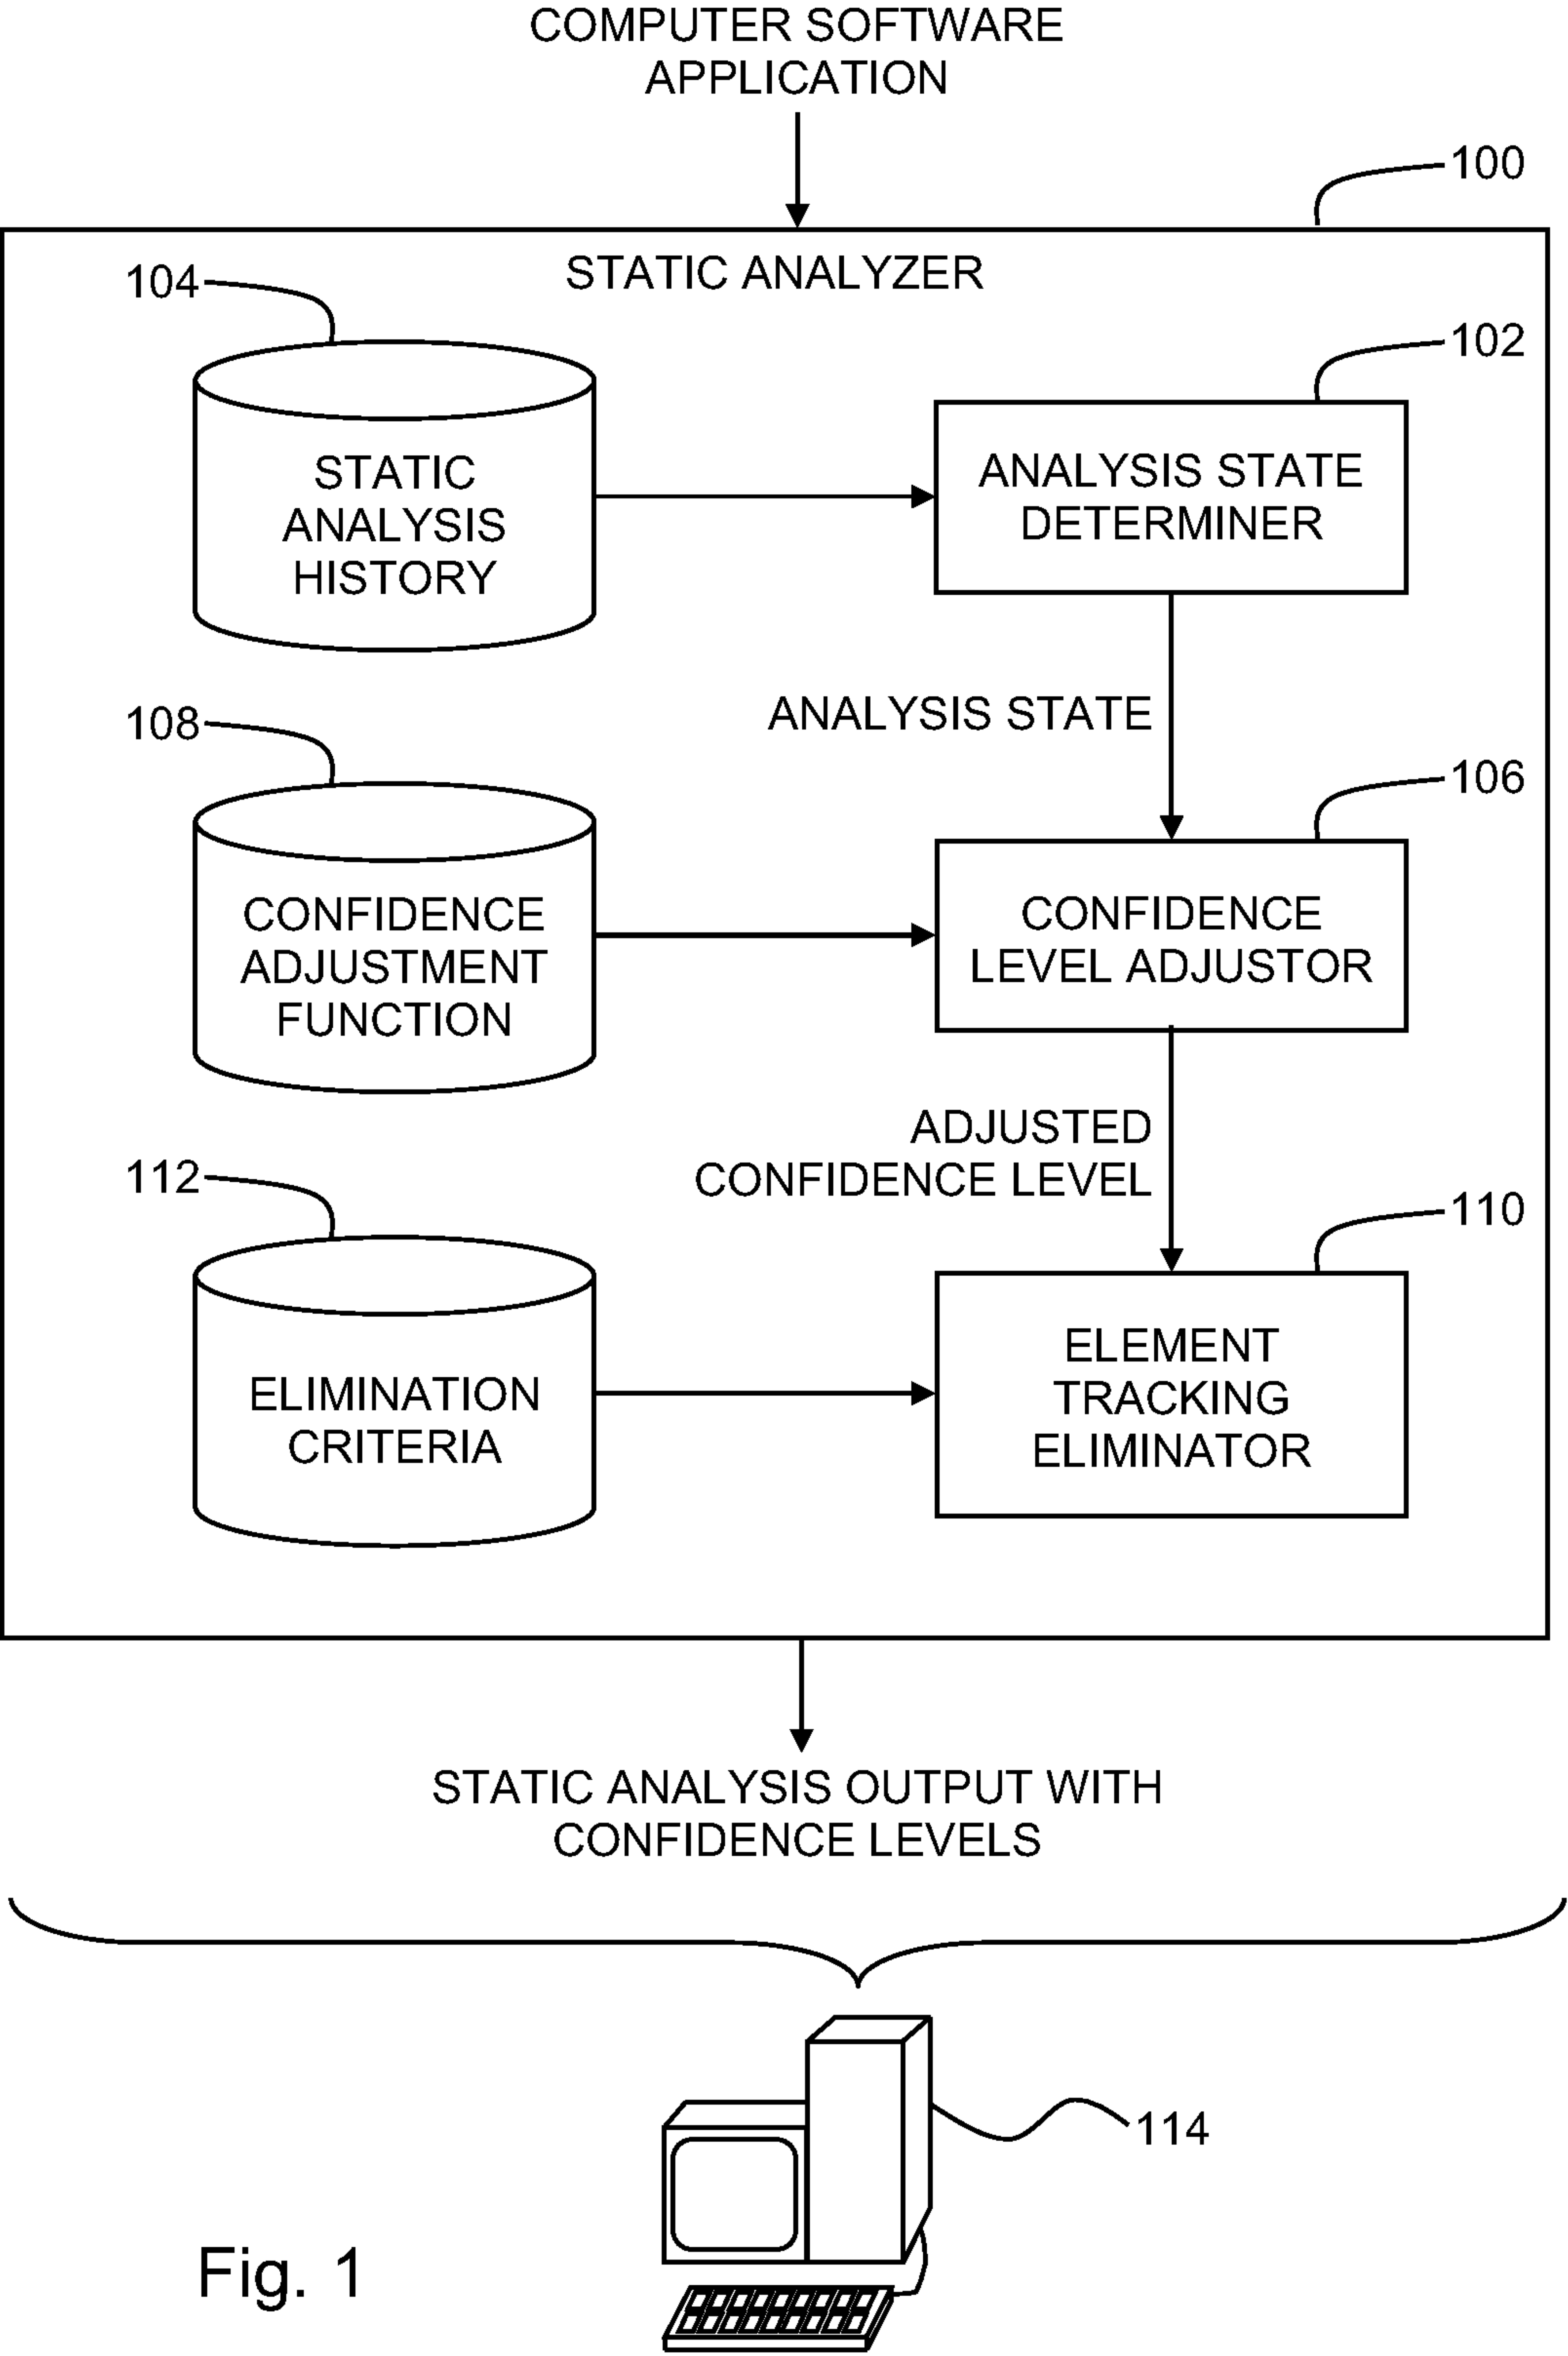 COMPUTER SOFTWARE
APPLICATION
100
STATIC ANALYZER
104
102
STATIC
ANALYSIS
HISTORY
ANALYSIS STATE
DETERMINER
ANALYSIS STATE
108
106
CONFIDENCE
ADJUSTMENT
FUNCTION
CONFIDENCE
LEVEL ADJUSTOR
ADJUSTED
CONFIDENCE LEVEL
112
110
ELIMINATION
CRITERIA
ELEMENT
TRACKING
ELIMINATOR
STATIC ANALYSIS OUTPUT WITH
CONFIDENCE LEVELS
114
Fig. 1